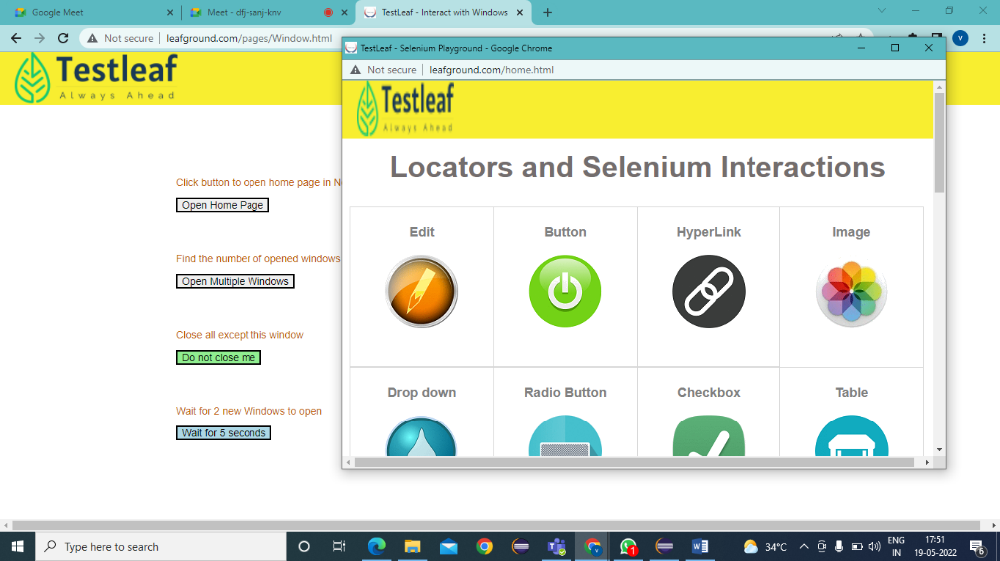 Google Meet
Meet - dfj-sanj-knv
TestLeaf - Interact with Windows
Not secure
leafground.com/pages/Window.html
V
Testleaf
Always Ahead
Click button to open home page in N
Open Home Page
Find the number of opened windows
Open Multiple Windows
Close all except this window
Do not close me
Wait for 2 new Windows to open
Wait for 5 seconds
TestLeaf - Selenium Playground - Google Chrome
Not secure
leafground.com/home.html
Testleaf
Always Ahead
Locators and Selenium Interactions
Edit
Button
HyperLink
Image
Drop down
Radio Button
Checkbox
Table
Type here to search
1
34°C
ENG
IN
17:51
19-05-2022
6